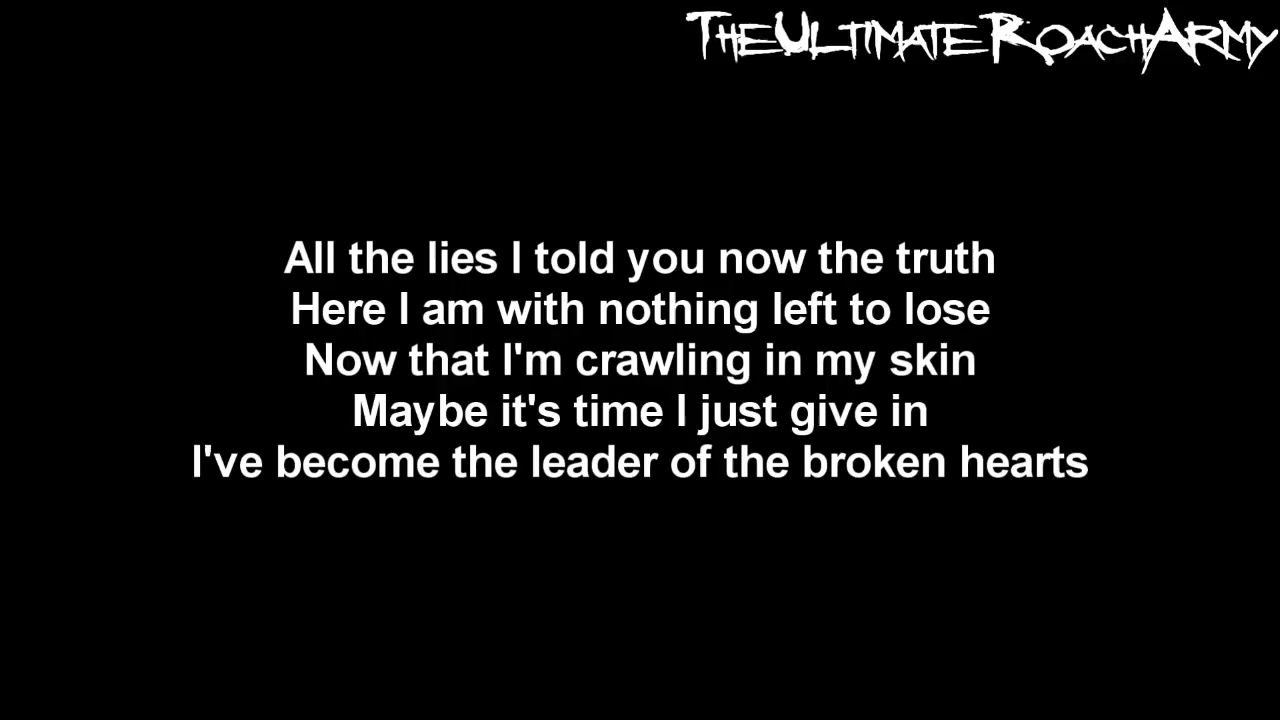 TheUltimateRoachArmy
All the lies I told you now the truth
Here I am with nothing left to lose
Now that I'm crawling in my skin
Maybe it's time I just give in
I've become the leader of the broken hearts